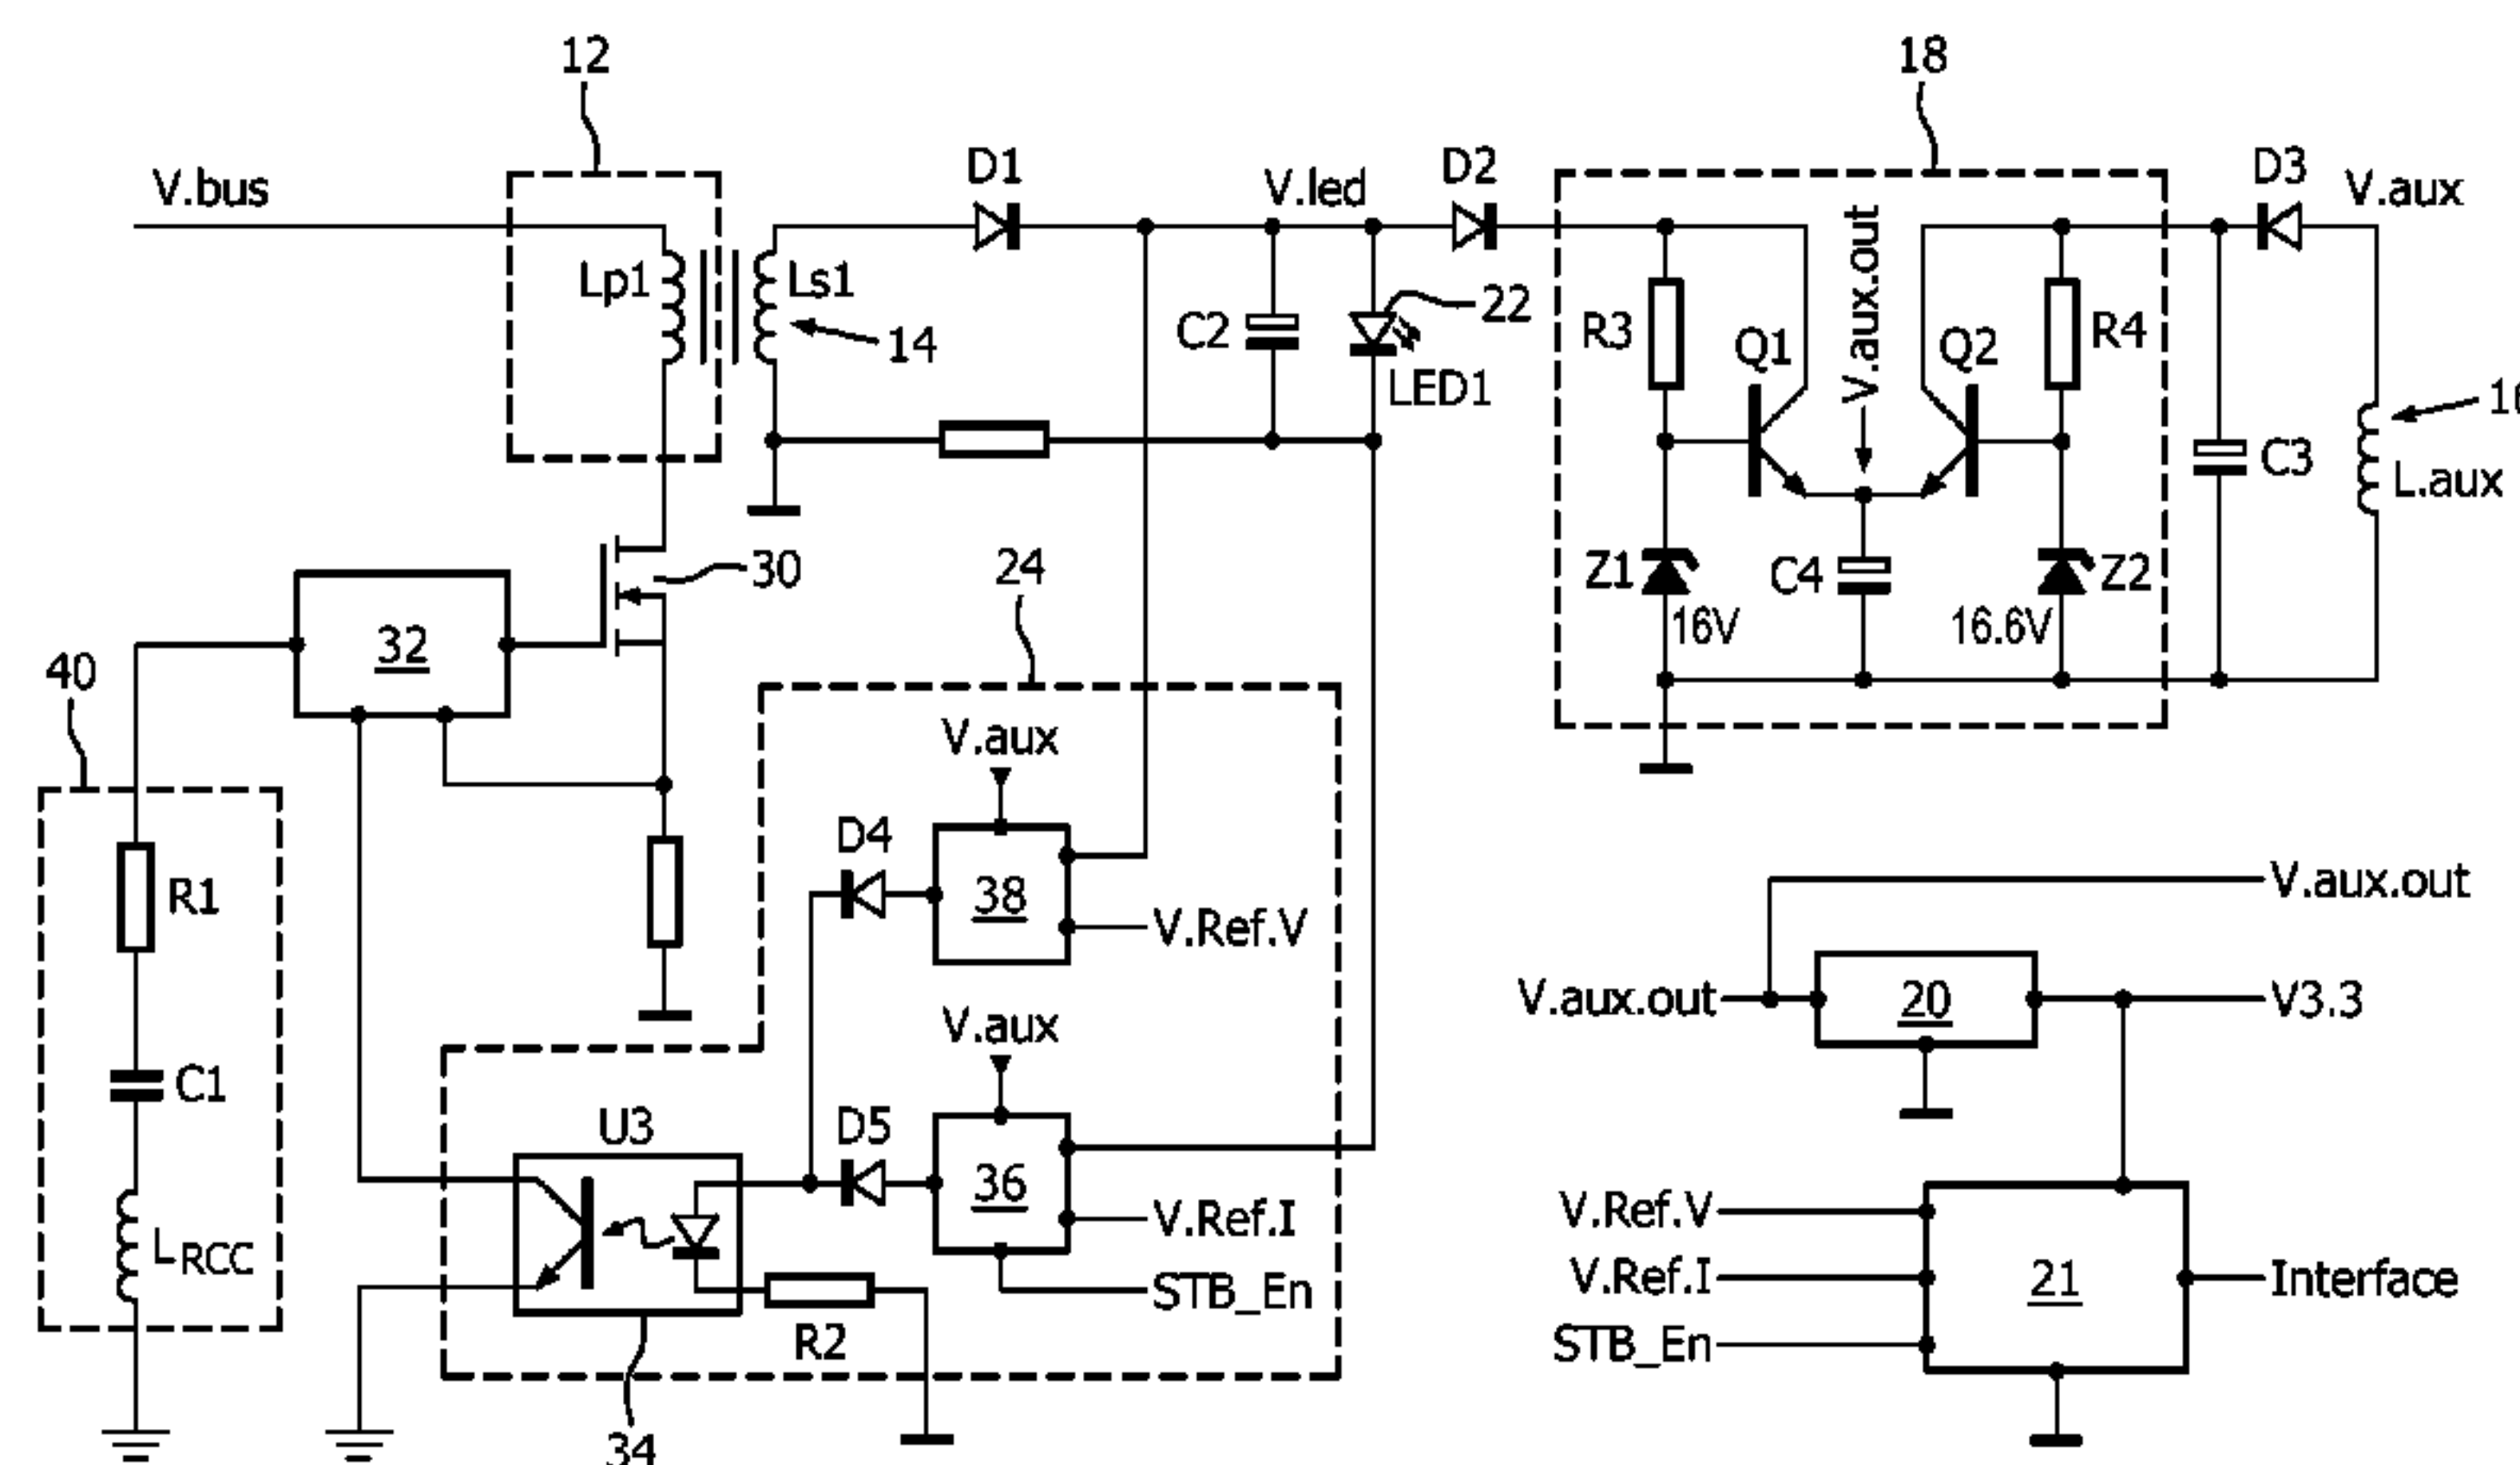 12
18
V.bus
D1
V.led
D2
D3
V.aux
V.aux.out
Lp1
Ls1
22
14
C2
R3
Q1
Q2
R4
LED1
16
C3
L.aux
30
24
Z1
C4
Z2
16V
16.6V
32
40
V.aux
D4
38
V.Ref.V
R1
V.aux.out
V.aux.out
20
V3.3
V.aux
C1
U3
D5
36
V.Ref.I
LRCC
STB_En
R2
V.Ref.V
V.Ref.I
21
Interface
STB_En
34